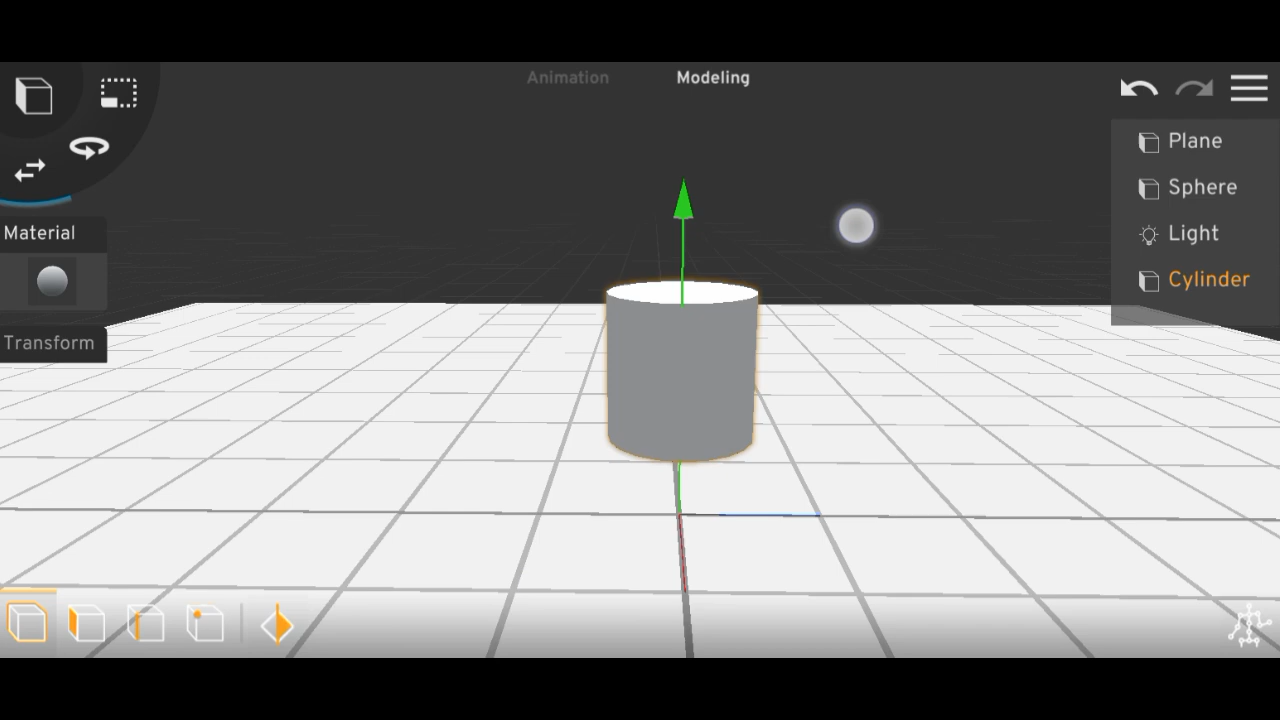 Animation
Modeling
Plane
Sphere
Light
Cylinder
Material
Transform